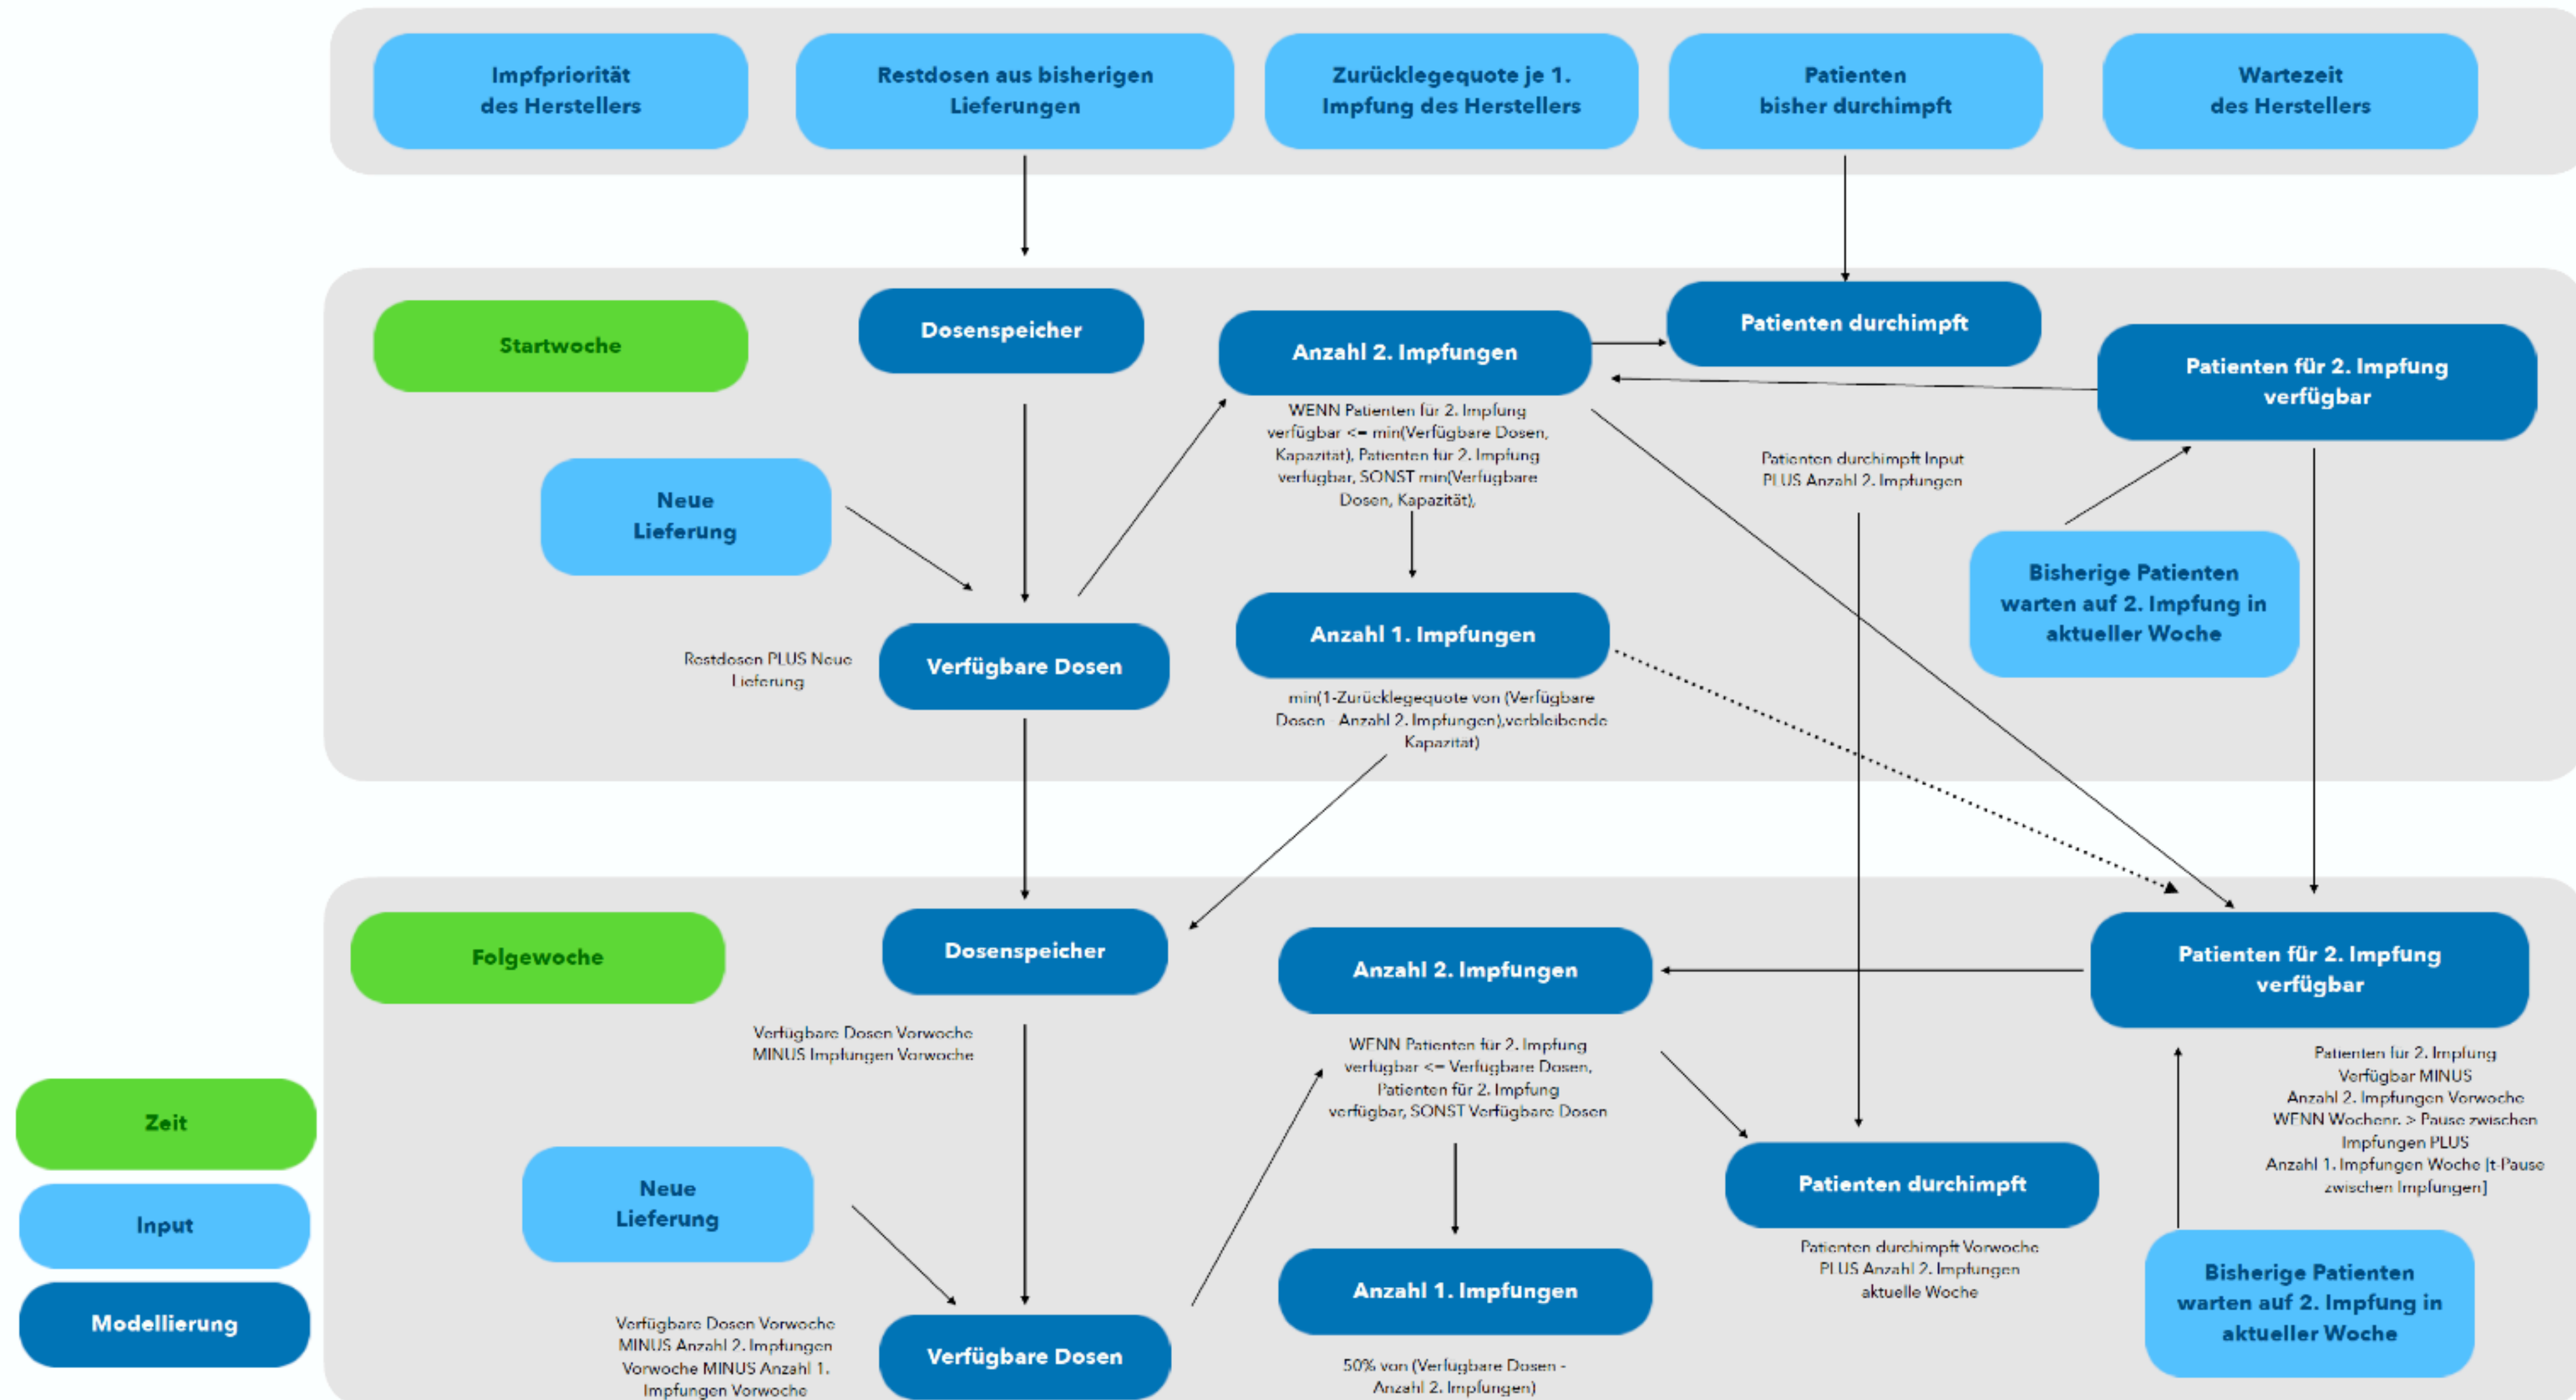 Impfpriorität
des Herstellers
Restdosen aus bisherigen
Lieferungen
Zurücklegequote je 1.
Impfung des Herstellers
Patienten
bisher durchimpft
Wartezeit
des Herstellers
Startwoche
Dosenspeicher
Anzahl 2. Impfungen
WENN Patienten für 2. Impfung
verfügbar <= min(Verfügbare Dosen,
Kapazität), Patienten für 2. Impfung
verfügbar, SONST min(Verfügbare
Dosen, Kapazität),
Patienten durchimpft
Patienten durchimpft Input
PLUS Anzahl 2. Impfungen
Patienten für 2. Impfung
verfügbar
Neue
Lieferung
Bisherige Patienten
warten auf 2. Impfung in
aktueller Woche
Restdosen PLUS Neue
Lieferung
Verfügbare Dosen
Anzahl 1. Impfungen
min(1-Zurücklegequote von (Verfügbare
Dosen - Anzahl 2. Impfungen),verbleibende
Kapazität)
Folgewoche
Dosenspeicher
Verfügbare Dosen Vorwoche
MINUS Impfungen Vorwoche
Anzahl 2. Impfungen
WENN Patienten für 2. Impfung
verfügbar <= Verfügbare Dosen,
Patienten für 2. Impfung
verfügbar, SONST Verfügbare Dosen
Patienten für 2. Impfung
verfügbar
Patienten für 2. Impfung
Verfügbar MINUS
Anzahl 2. Impfungen Vorwoche
WENN Wochenr. > Pause zwischen
Impfungen PLUS
Anzahl 1. Impfungen Woche [t-Pause
zwischen Impfungen]
Neue
Lieferung
Patienten durchimpft
Patienten durchimpft Vorwoche
PLUS Anzahl 2. Impfungen
aktuelle Woche
Bisherige Patienten
warten auf 2. Impfung in
aktueller Woche
Verfügbare Dosen Vorwoche
MINUS Anzahl 2. Impfungen
Vorwoche MINUS Anzahl 1.
Impfungen Vorwoche
Verfügbare Dosen
Anzahl 1. Impfungen
50% von (Verfügbare Dosen -
Anzahl 2. Impfungen)
Zeit
Input
Modellierung